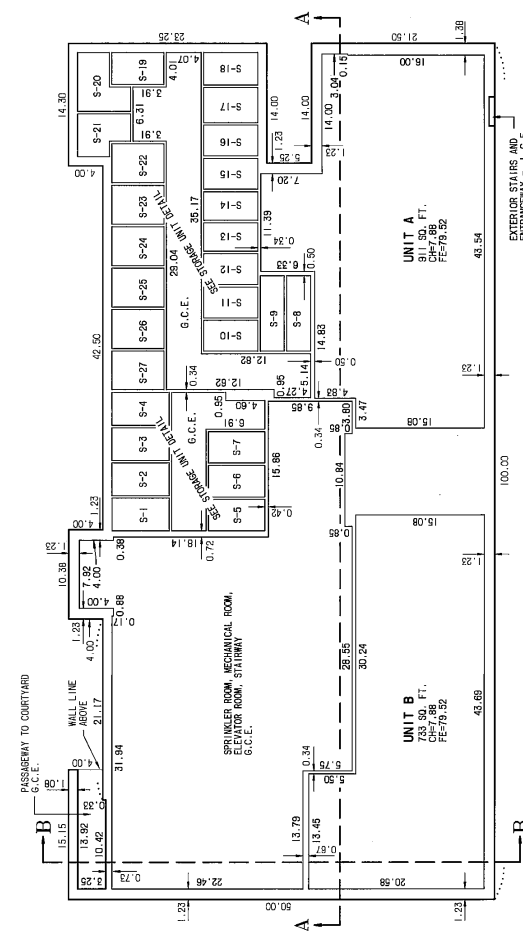 A
21.50
1.38
16.00
3.04
0.15
14.00
1.23
5.25
14.00
7.20
1.23
23.25
S-20
S-19
S-21
14.30
4.00
3.91
4.01
4.07
6.31
3.91
S-18
S-17
S-16
S-15
S-14
S-13
S-12
S-11
S-10
S-9
S-8
S-22
S-23
S-24
S-25
S-26
S-27
S-4
S-3
S-2
S-1
S-7
S-6
S-5
SEE STORAGE UNIT DETAIL
35.17
29.04
G.C.E.
11.39
0.34
6.33
0.50
14.83
12.82
5.14
0.50
42.50
12.62
0.34
0.95
4.27
0.95
4.60
9.85
0.34
4.83
3.47
3.80
0.85
SEE STORAGE UNIT DETAIL
G.C.E.
6.91
15.86
0.42
0.72
18.14
10.84
0.85
15.08
15.08
1.23
4.00
1.23
10.38
7.92
4.00
0.38
0.88
4.00
0.17
1.23
4.00
UNIT A
911 SQ. FT.
CH=7.88
FE=79.52
43.54
1.23
100.00
1.23
EXTERIOR STAIRS AND
SPRINKLER ROOM, MECHANICAL ROOM,
ELEVATOR ROOM, STAIRWAY
G.C.E.
28.55
30.24
UNIT B
733 SQ. FT.
CH=7.88
FE=79.52
43.69
5.75
5.50
0.34
13.79
13.45
0.67
PASSAGEWAY TO COURTYARD
G.C.E.
WALL LINE
ABOVE
21.17
31.94
4.00
1.08
0.33
15.15
13.92
10.42
3.25
0.73
22.46
20.58
1.23
50.00
1.23
B
B
A